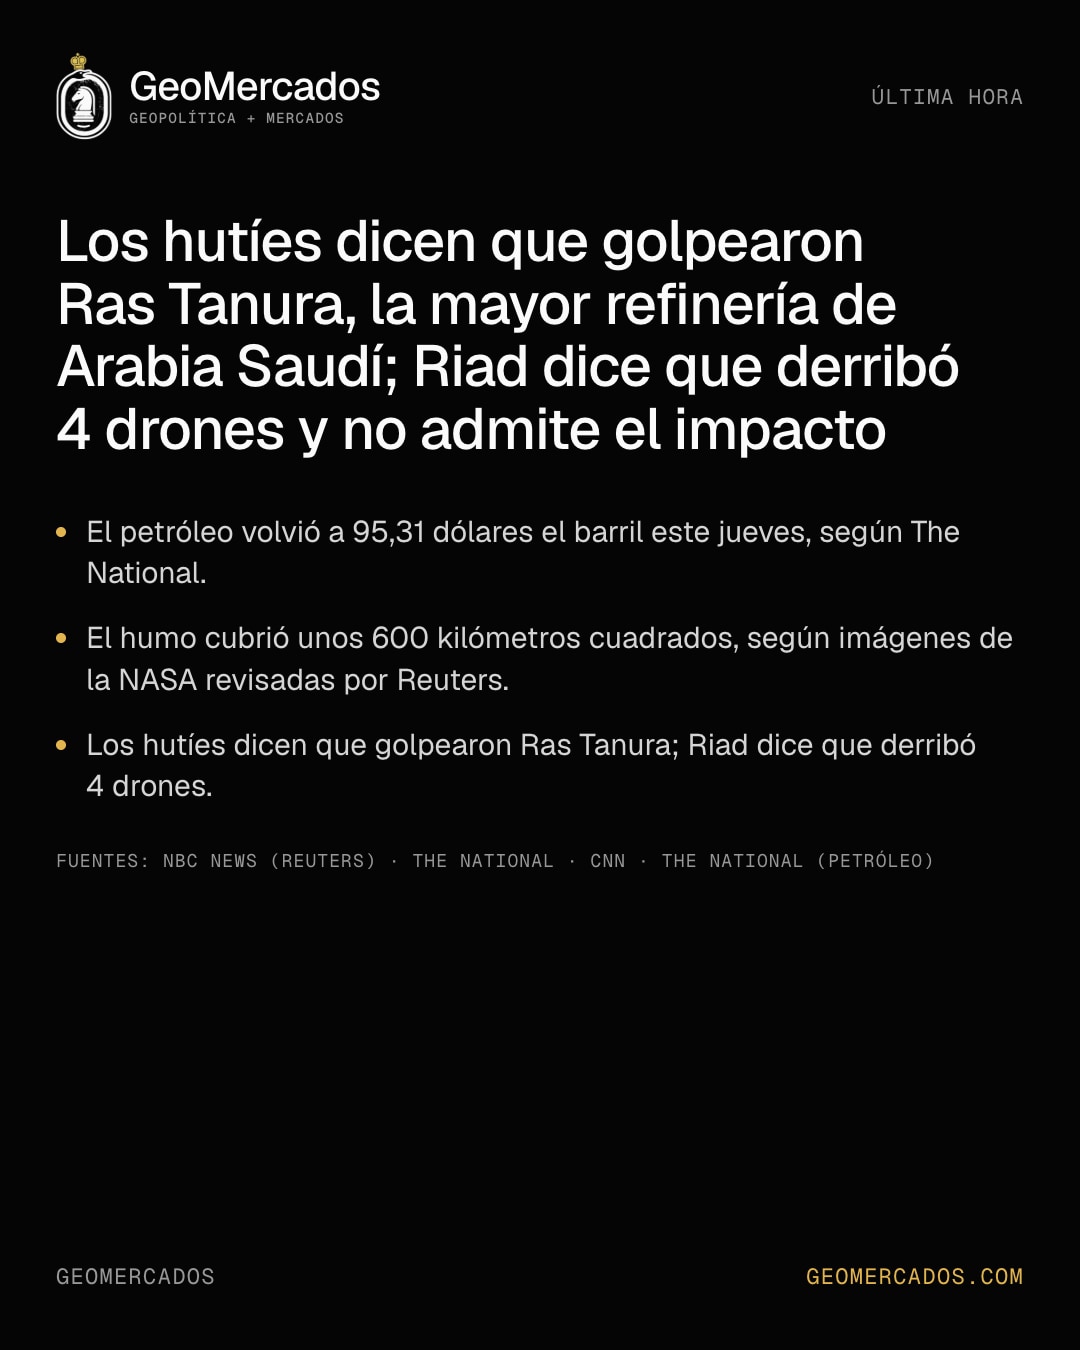 GeoMercados
GEOPOLÍTICA + MERCADOS
ÚLTIMA HORA
Los hutíes dicen que golpearon
Ras Tanura, la mayor refinería de
Arabia Saudí; Riad dice que derribó
4 drones y no admite el impacto
• El petróleo volvió a 95,31 dólares el barril este jueves, según The
National.
• El humo cubrió unos 600 kilómetros cuadrados, según imágenes de
la NASA revisadas por Reuters.
• Los hutíes dicen que golpearon Ras Tanura; Riad dice que derribó
4 drones.
FUENTES: NBC NEWS (REUTERS) · THE NATIONAL · CNN · THE NATIONAL (PETRÓLEO)
GEOMERCADOS
GEOMERCADOS.COM